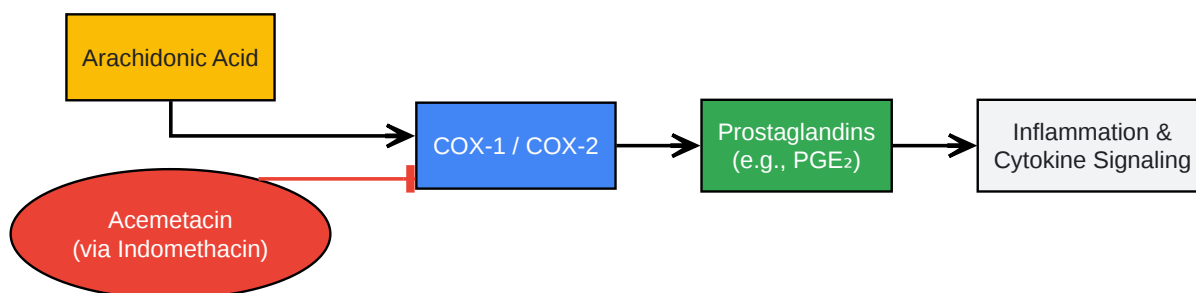 Arachidonic Acid
COX-1 / COX-2
Prostaglandins
(e.g., PGE₂)
Inflammation &
Cytokine Signaling
Acemetacin
(via Indomethacin)